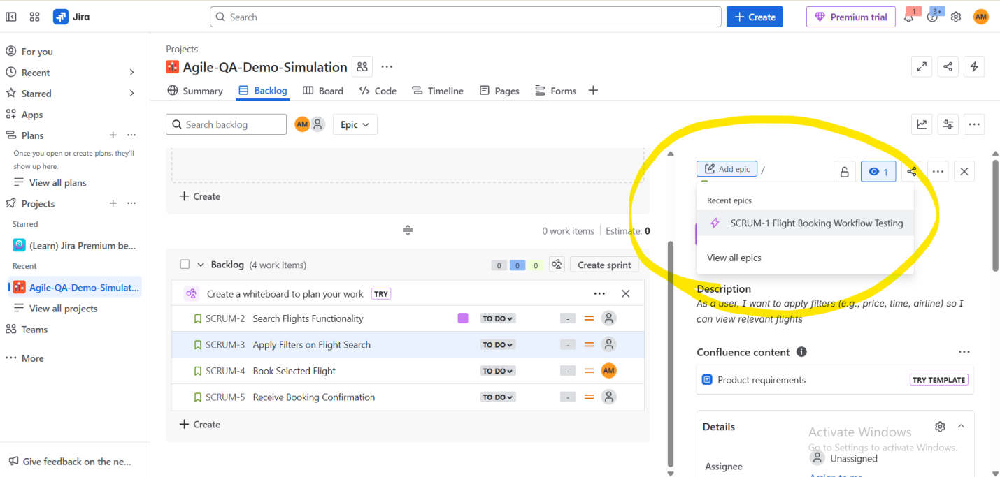 Jira
Search
+ Create
Premium trial
1
3+
AM
For you
Recent
Starred
Apps
Plans
Once you open or create plans, they'll
show up here.
View all plans
Projects
Starred
(Learn) Jira Premium be...
Recent
Agile-QA-Demo-Simulat...
View all projects
Teams
More
Give feedback on the ne...
Projects
Agile-QA-Demo-Simulation
Summary
Backlog
Board
Code
Timeline
Pages
Forms
Search backlog
AM
Epic
+ Create
0 work items
Estimate: 0
Backlog (4 work items)
0 0 0
Create sprint
Create a whiteboard to plan your work TRY
SCRUM-2 Search Flights Functionality TO DO -
SCRUM-3 Apply Filters on Flight Search TO DO -
SCRUM-4 Book Selected Flight TO DO - AM
SCRUM-5 Receive Booking Confirmation TO DO -
+ Create
Add epic /
1
Recent epics
SCRUM-1 Flight Booking Workflow Testing
View all epics
Description
As a user, I want to apply filters (e.g., price, time, airline) so I
can view relevant flights
Confluence content
Product requirements TRY TEMPLATE
Details
Activate Windows
Go to Settings to activate Windows.
Assignee
Unassigned
Assign to me